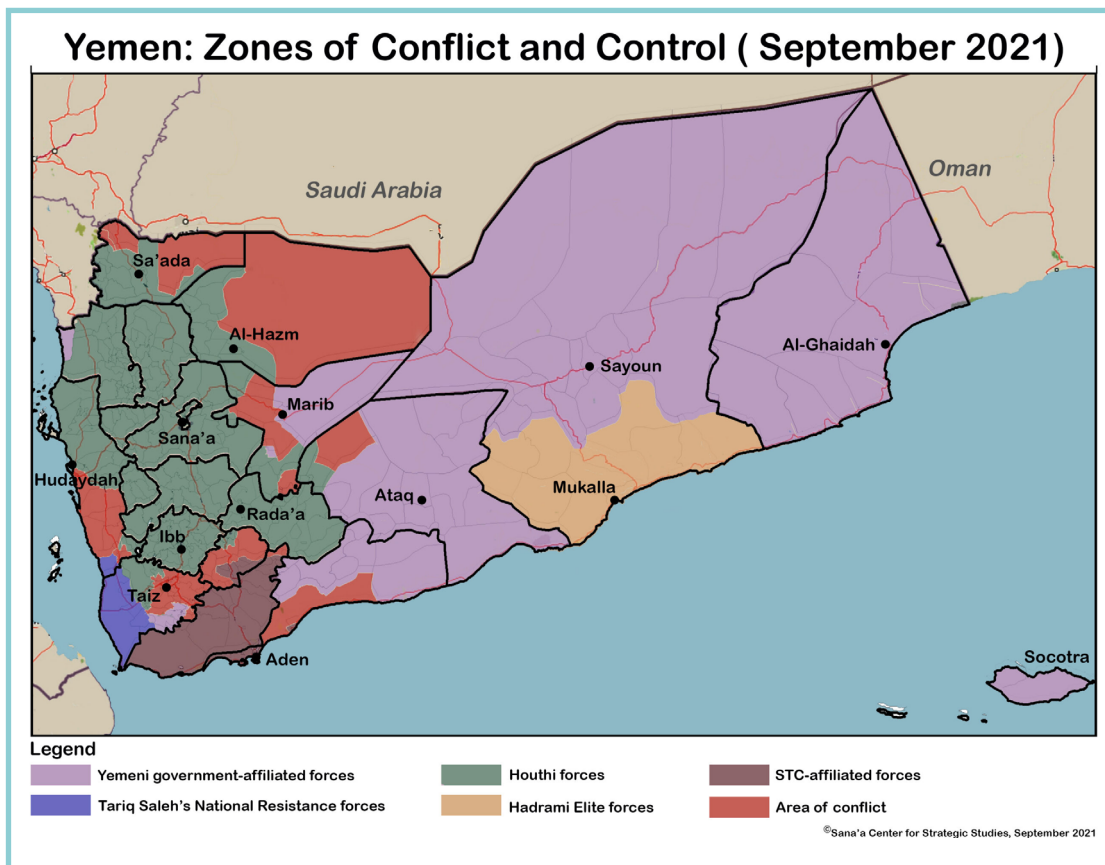 Yemen: Zones of Conflict and Control ( September 2021)
Saudi Arabia
Oman
Sa'ada
Al-Hazm
Al-Ghaidah
Sayoun
Marib
Sana'a
Hudaydah
Ataq
Mukalla
Rada'a
Ibb
Taiz
Aden
Socotra
Legend
Yemeni government-affiliated forces
Houthi forces
STC-affiliated forces
Tariq Saleh's National Resistance forces
Hadrami Elite forces
Area of conflict
©Sana'a Center for Strategic Studies, September 2021